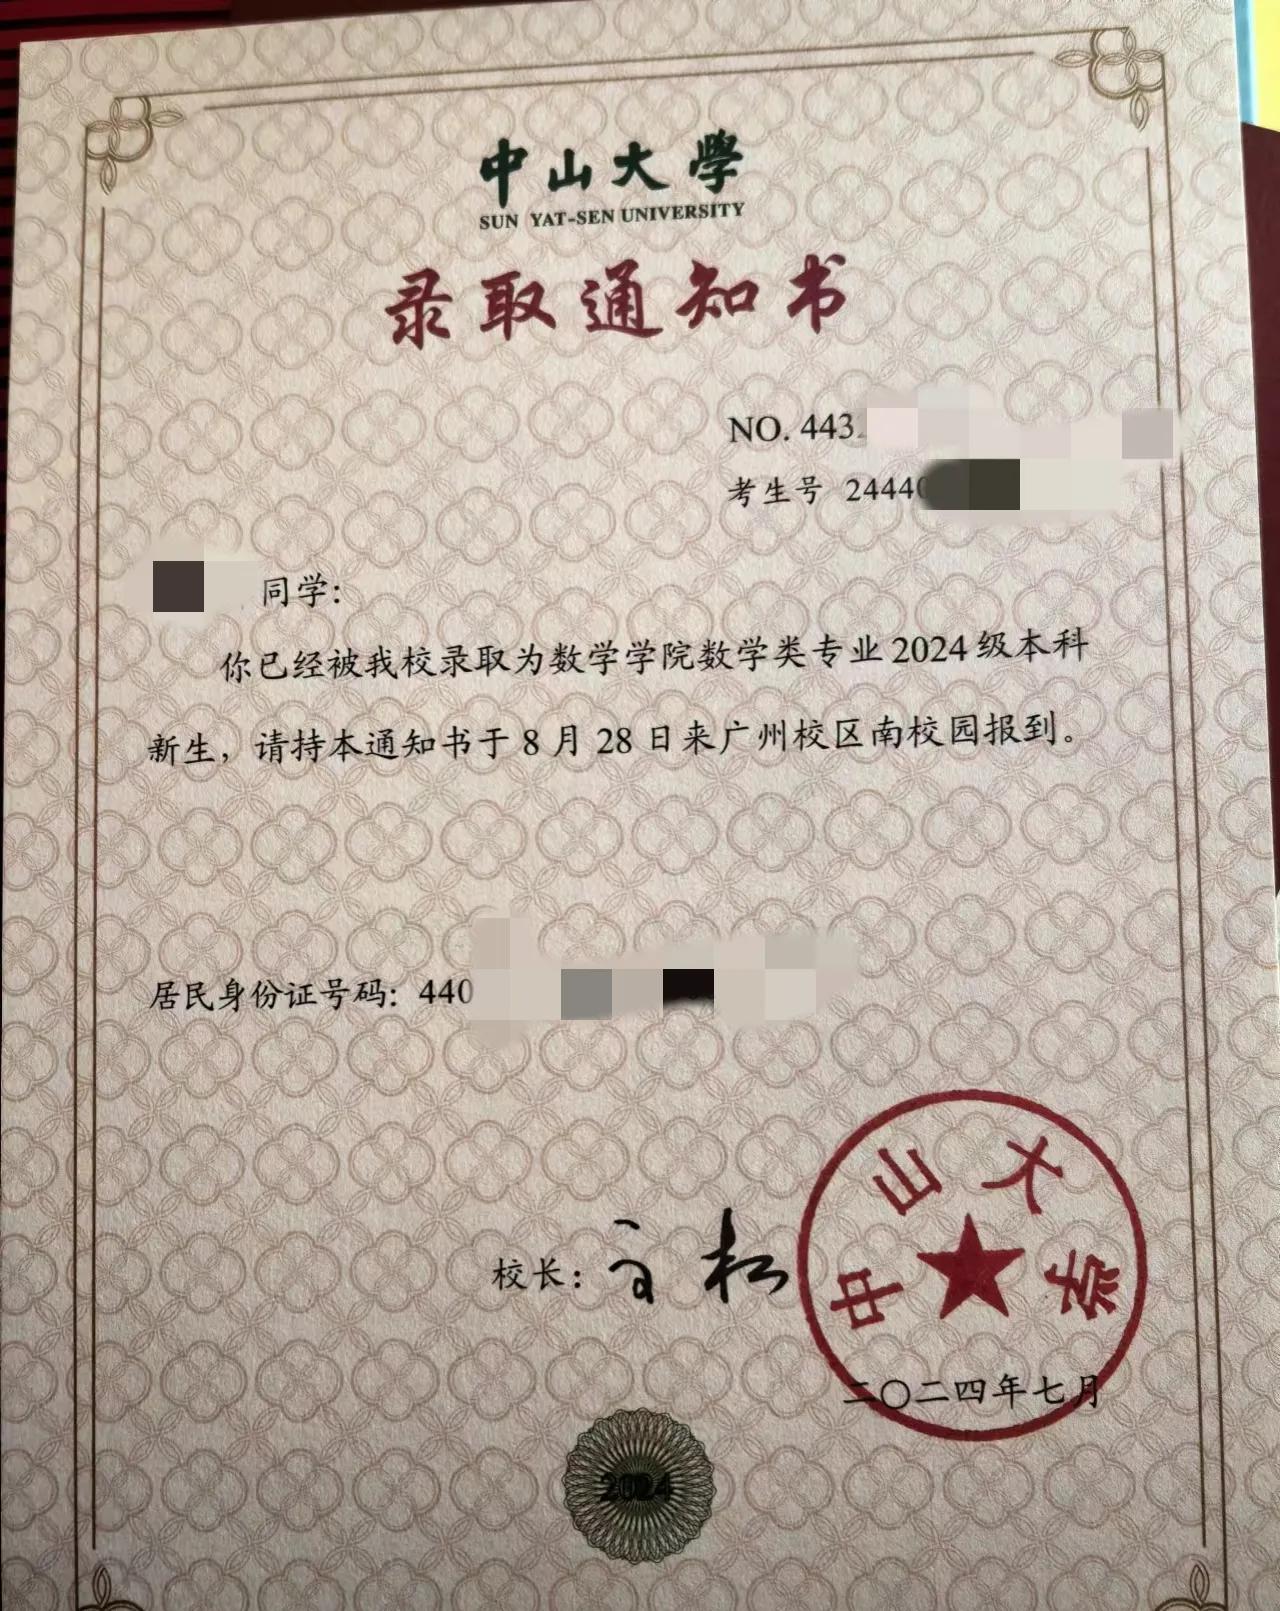 中山大學
SUN YAT-SEN UNIVERSITY
录取通知书
NO. 443
考生号 24440
同学：
你已经被我校录取为数学学院数学类专业2024级本科
新生，请持本通知书于8月28日来广州校区南校园报到。
居民身份证号码：440
校长：
中山大学
二〇二四年七月
2024